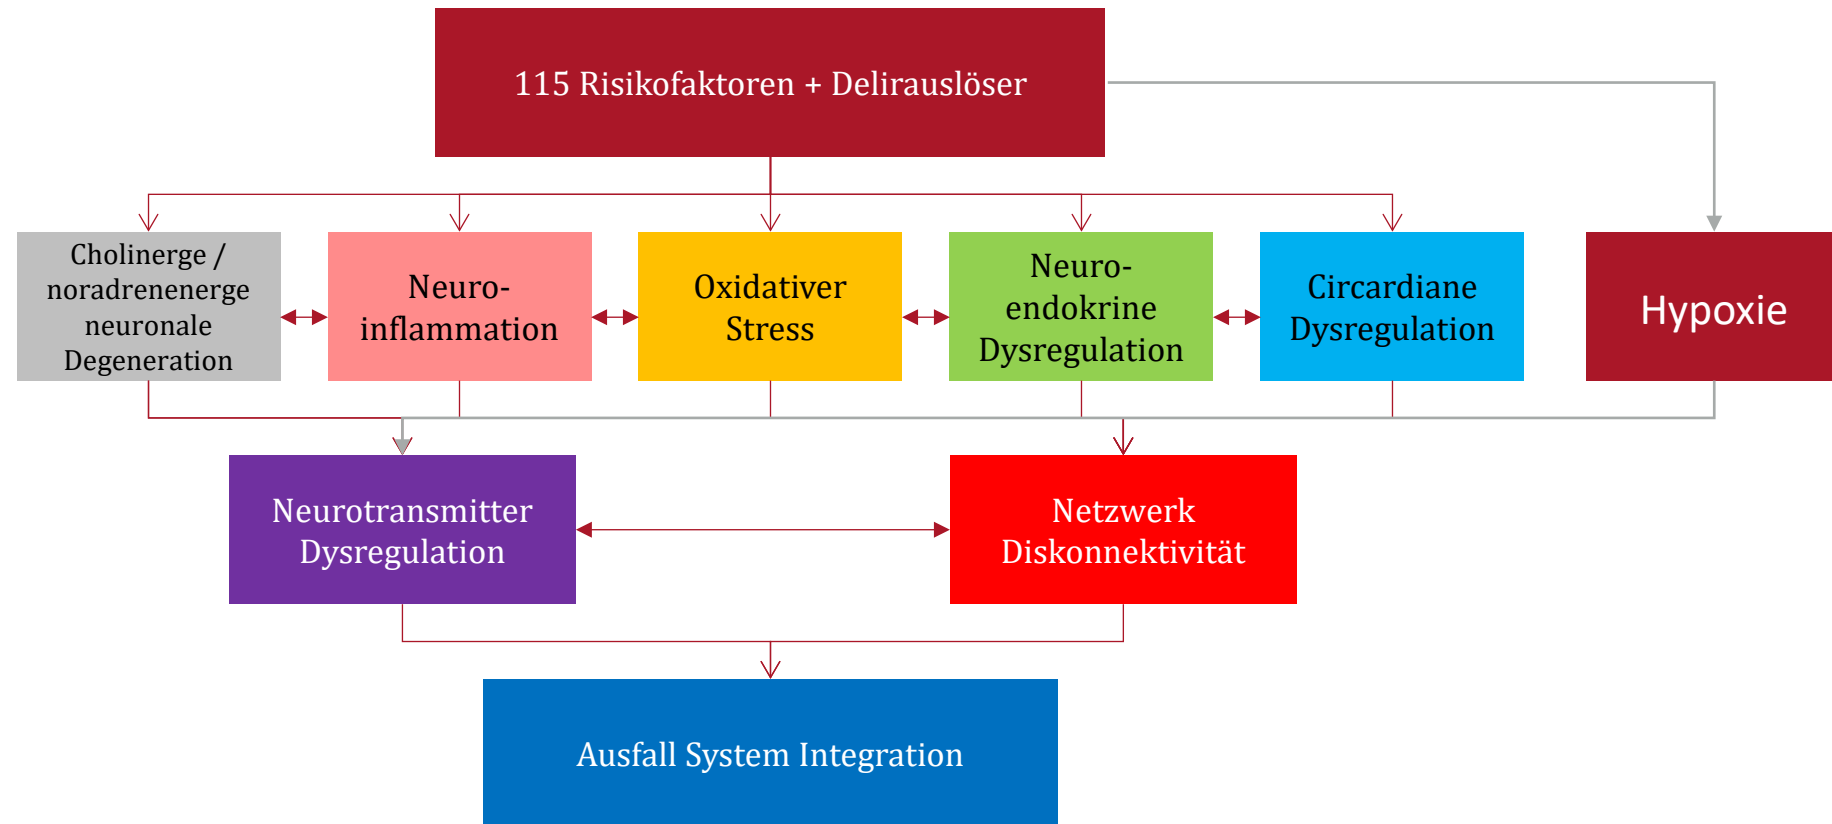 115 Risikofaktoren + Delirauslöser
Cholinerge /
noradrenenerge
neuronale
Degeneration
Neuro-
inflammation
Oxidativer
Stress
Neuro-
endokrine
Dysregulation
Circardiane
Dysregulation
Hypoxie
Neurotransmitter
Dysregulation
Netzwerk
Diskonnektivität
Ausfall System Integration